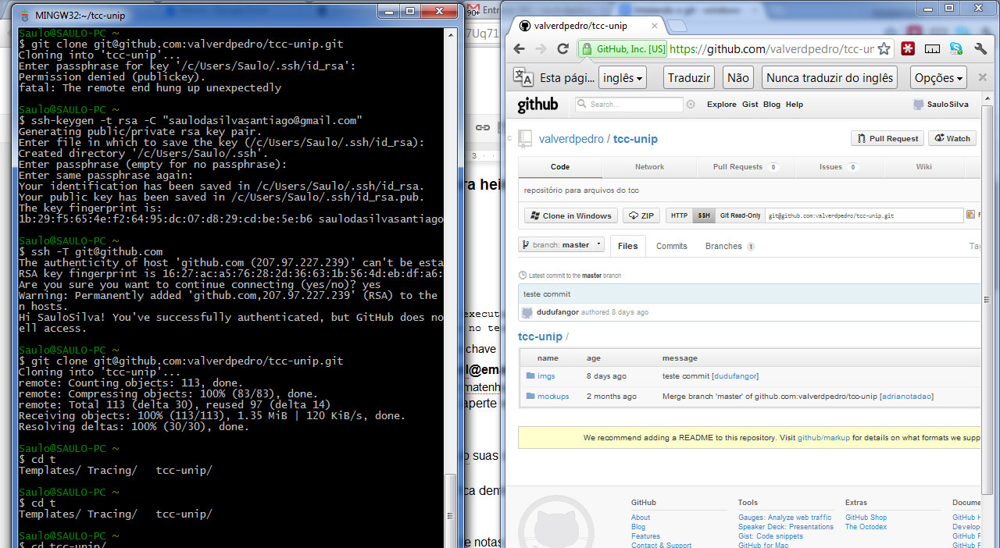 MINGW32:~/tcc-unip
Saulo@SAULO-PC ~
$ git clone git@github.com:valverdpedro/tcc-unip.git
Cloning into 'tcc-unip'...
Enter passphrase for key '/c/Users/Saulo/.ssh/id_rsa':
Permission denied (publickey).
fatal: The remote end hung up unexpectedly
Saulo@SAULO-PC ~
$ ssh-keygen -t rsa -C "saulodasilvasantiago@gmail.com"
Generating public/private rsa key pair.
Enter file in which to save the key (/c/Users/Saulo/.ssh/id_rsa):
Created directory '/c/Users/Saulo/.ssh'.
Enter passphrase (empty for no passphrase):
Enter same passphrase again:
Your identification has been saved in /c/Users/Saulo/.ssh/id_rsa.
Your public key has been saved in /c/Users/Saulo/.ssh/id_rsa.pub.
The key fingerprint is:
1b:29:f5:65:4e:f2:64:95:dc:07:d8:29:cd:be:5e:b6 saulodasilvasantiago
Saulo@SAULO-PC ~
$ ssh -T git@github.com
The authenticity of host 'github.com (207.97.227.239)' can't be esta
RSA key fingerprint is 16:27:ac:a5:76:28:2d:36:63:1b:56:4d:eb:df:a6:
Are you sure you want to continue connecting (yes/no)? yes
Warning: Permanently added 'github.com,207.97.227.239' (RSA) to the
n hosts.
Hi SauloSilva! You've successfully authenticated, but GitHub does no
ell access.
Saulo@SAULO-PC ~
$ git clone git@github.com:valverdpedro/tcc-unip.git
Cloning into 'tcc-unip'...
remote: Counting objects: 113, done.
remote: Compressing objects: 100% (83/83), done.
remote: Total 113 (delta 30), reused 97 (delta 14)
Receiving objects: 100% (113/113), 1.35 MiB | 120 KiB/s, done.
Resolving deltas: 100% (30/30), done.
Saulo@SAULO-PC ~
$ cd t
Templates/ Tracing/ tcc-unip/
Saulo@SAULO-PC ~
$ cd t
Templates/ Tracing/ tcc-unip/
Saulo@SAULO-PC ~
$ cd tcc-unip/
90+ Entra
7Uq71
3
ra hei
execut
no te
chave
l@ema
matenh
aperte
o suas
ca dent
e notas
valverdpedro/tcc-unip
GitHub, Inc. [US] https://github.com/valverdpedro/tcc-un
Esta pági... inglês Traduzir Não Nunca traduzir do inglês Opções
github Search... Explore Gist Blog Help SauloSilva
valverdpedro / tcc-unip Pull Request Watch
Code Network Pull Requests 0 Issues 0 Wiki
repositório para arquivos do tcc
Clone in Windows ZIP HTTP SSH Git Read-Only git@github.com:valverdpedro/tcc-unip.git
branch: master Files Commits Branches 1 Tag
Latest commit to the master branch
teste commit
dudufangor authored 8 days ago
tcc-unip /
name age message
imgs 8 days ago teste commit [dudufangor]
mockups 2 months ago Merge branch 'master' of github.com:valverdpedro/tcc-unip [adrianotadao]
We recommend adding a README to this repository. Visit github/markup for details on what formats we supp
GitHub Tools Extras Docume
About Gauges: Analyze web traffic GitHub Shop GitHub H
Blog Speaker Deck: Presentations The Octodex Develop
Features Gist: Code snippets GitHub F
Contact & Support GitHub for Mac GitHub F